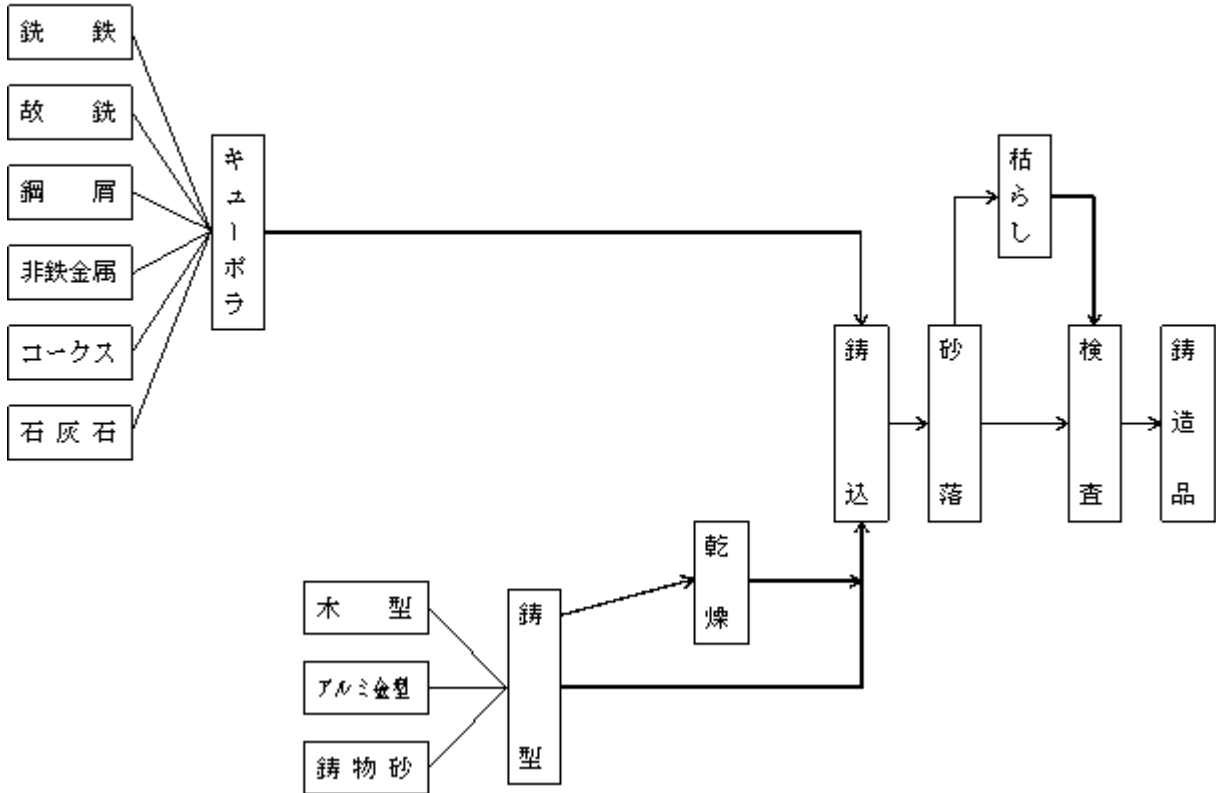 銑鉄
故銑
鋼屑
非鉄金属
コークス
石灰石
キューポラ
木型
アルミ金型
鋳物砂
鋳型
乾燥
鋳込
砂落
枯らし
検査
鋳造品